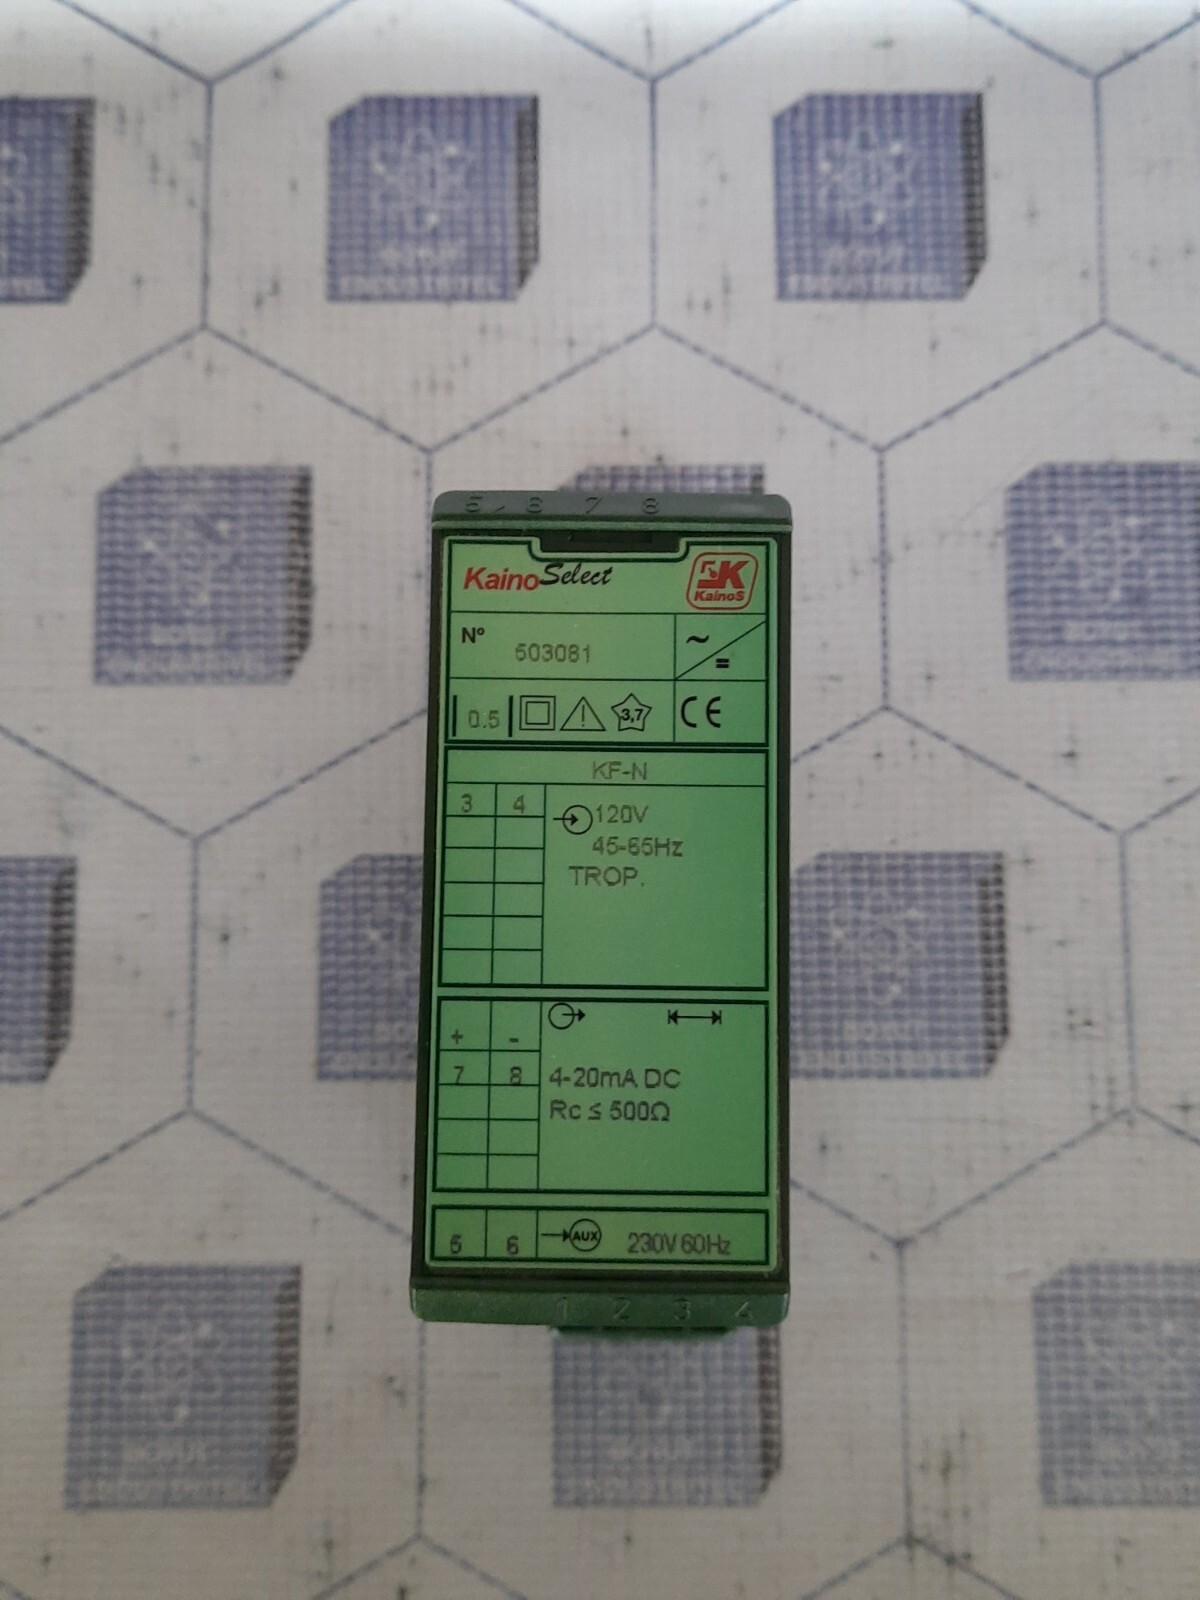 5 6 7 8
KainoSelect
SK
KainoS
Nº 503081
~
=
0.5 3,7 CE
KF-N
3 4
120V
45-65Hz
TROP.
+ -
7 8
4-20mA DC
Rc ≤ 500Ω
5 6 AUX 230V 60Hz
1 2 3 4